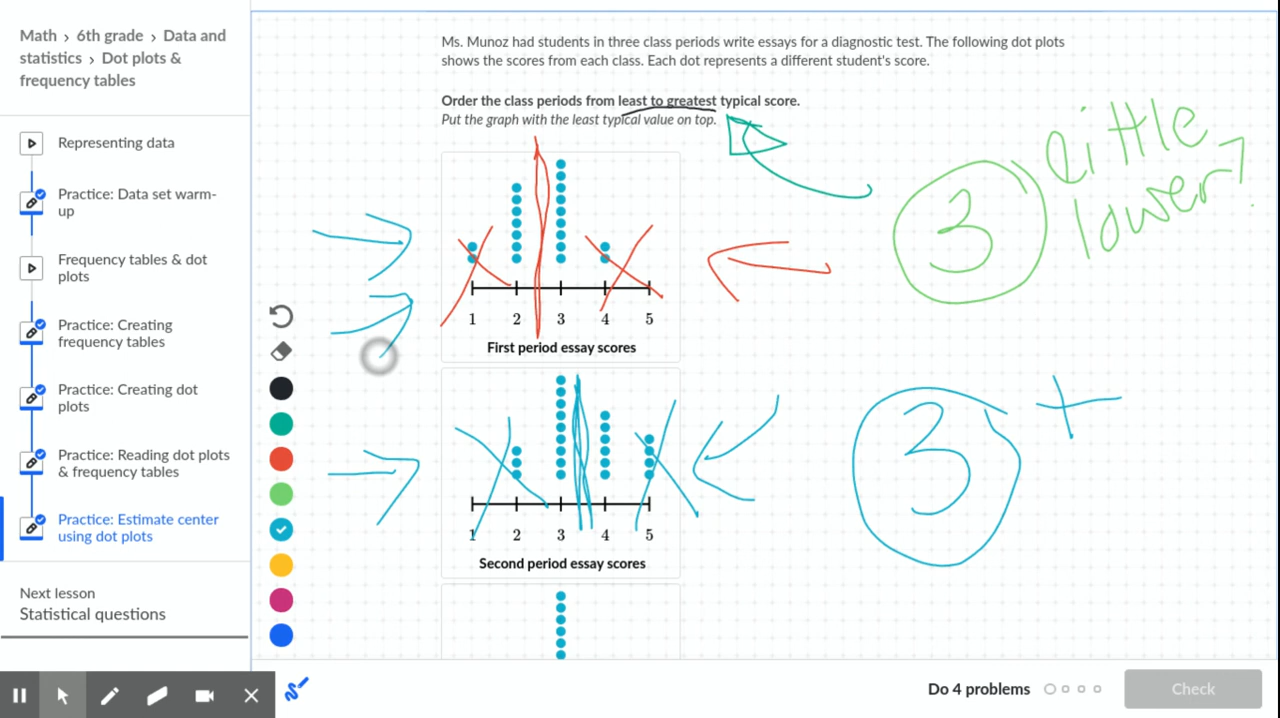 Math › 6th grade › Data and
statistics › Dot plots &
frequency tables
Representing data
Practice: Data set warm-
up
Frequency tables & dot
plots
Practice: Creating
frequency tables
Practice: Creating dot
plots
Practice: Reading dot plots
& frequency tables
Practice: Estimate center
using dot plots
Next lesson
Statistical questions
Ms. Munoz had students in three class periods write essays for a diagnostic test. The following dot plots
shows the scores from each class. Each dot represents a different student's score.
Order the class periods from least to greatest typical score.
Put the graph with the least typical value on top.
1 2 3 4 5
First period essay scores
3 little
lower?
1 2 3 4 5
Second period essay scores
3 +
Do 4 problems
Check